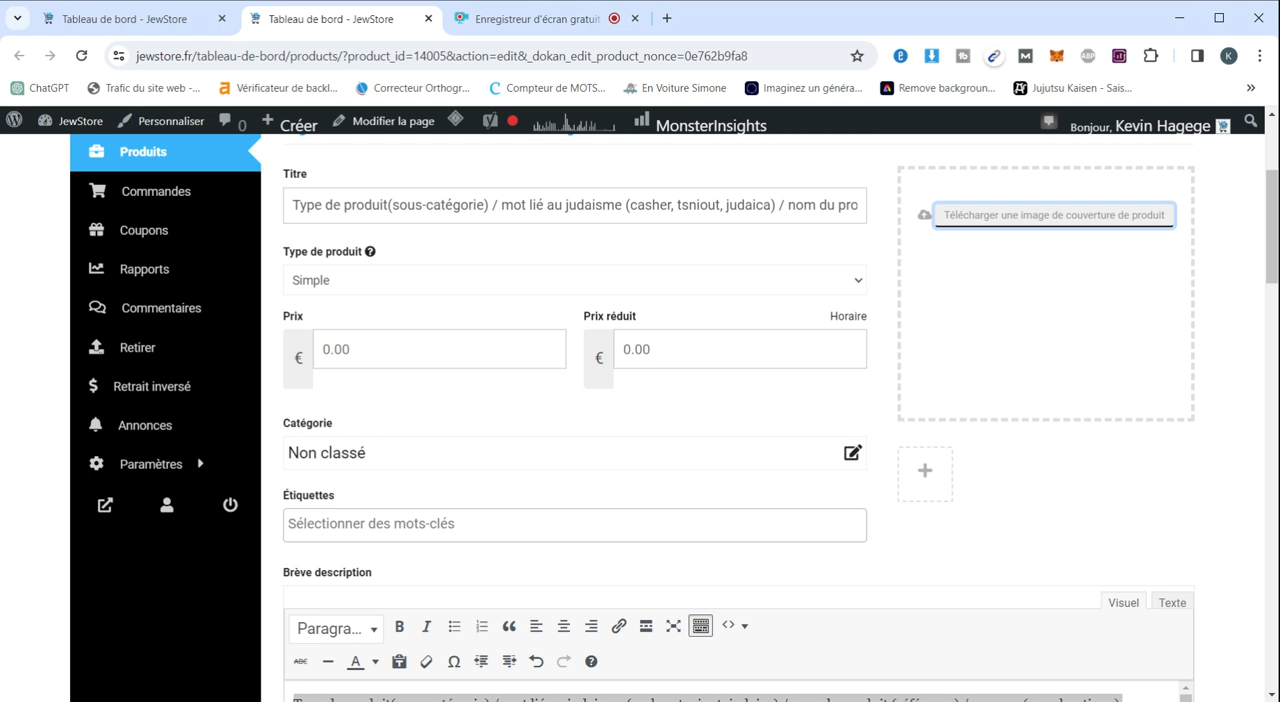 Tableau de bord - JewStore
Tableau de bord - JewStore
Enregistreur d'écran gratuit
jewstore.fr/tableau-de-bord/products/?product_id=14005&action=edit&_dokan_edit_product_nonce=0e762b9fa8
K
ChatGPT
Trafic du site web -...
Vérificateur de backl...
Correcteur Orthogr...
Compteur de MOTS...
En Voiture Simone
Imaginez un généra...
Remove backgroun...
Jujutsu Kaisen - Sais...
JewStore
Personnaliser
0
Créer
Modifier la page
MonsterInsights
Bonjour, Kevin Hagege
Produits
Commandes
Coupons
Rapports
Commentaires
Retirer
Retrait inversé
Annonces
Paramètres
Titre
Type de produit(sous-catégorie) / mot lié au judaisme (casher, tsniout, judaica) / nom du pro
Type de produit
Simple
Prix
Prix réduit
Horaire
€
0.00
€
0.00
Catégorie
Non classé
Étiquettes
Sélectionner des mots-clés
Télécharger une image de couverture de produit
+
Brève description
Visuel
Texte
Paragra...
B
I
ABC
A
Ω